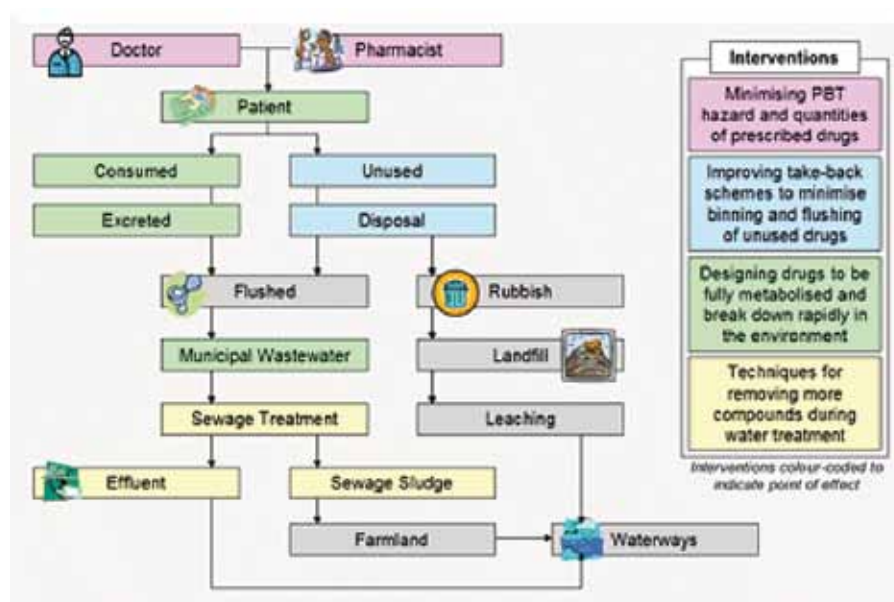 Doctor
Pharmacist
Patient
Consumed
Unused
Excreted
Disposal
Flushed
Rubbish
Municipal Wastewater
Landfill
Sewage Treatment
Leaching
Effluent
Sewage Sludge
Farmland
Waterways
Interventions
Minimising PBT
hazard and quantities
of prescribed drugs
Improving take-back
schemes to minimise
binning and flushing
of unused drugs
Designing drugs to be
fully metabolised and
break down rapidly in
the environment
Techniques for
removing more
compounds during
water treatment
Interventions colour-coded to
indicate point of effect